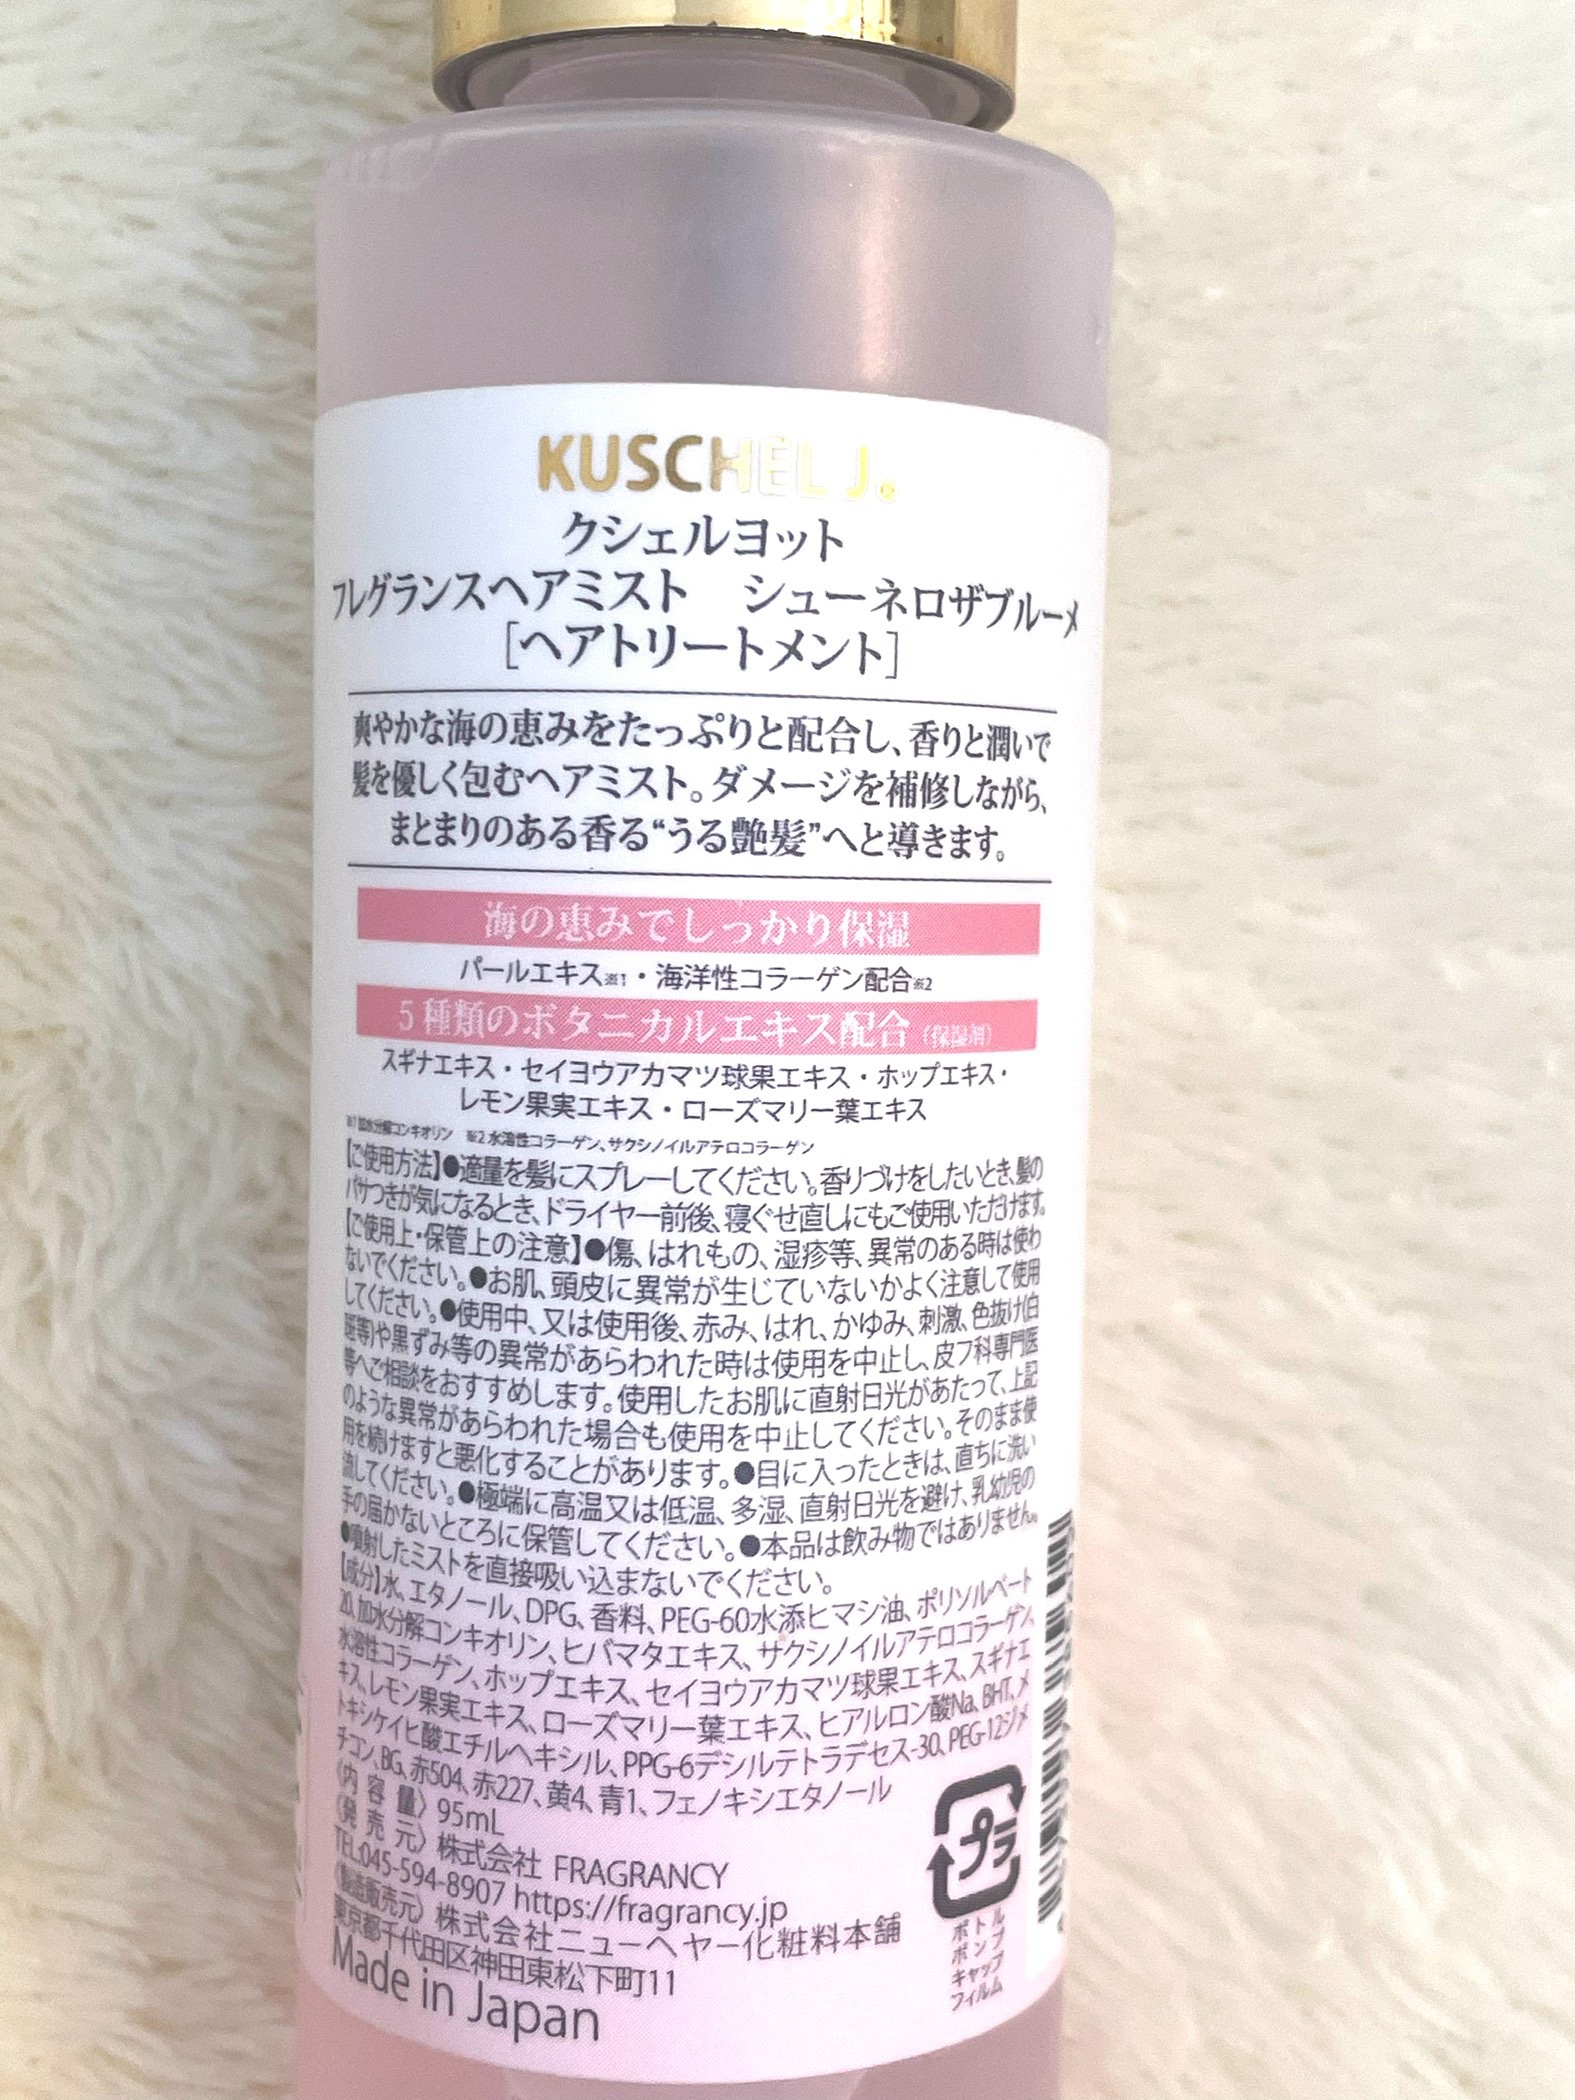 KUSCHEL J.
クシェルヨット
フレグランスヘアミスト　シューネロザブルーメ
[ヘアトリートメント]
爽やかな海の恵みをたっぷりと配合し、香りと潤いで
髪を優しく包むヘアミスト。ダメージを補修しながら、
まとまりのある香る“うる艶髪”へと導きます。
海の恵みでしっかり保湿
パールエキス※1・海洋性コラーゲン配合※2
5種類のボタニカルエキス配合（保湿剤）
スギナエキス・セイヨウアカマツ球果エキス・ホップエキス・
レモン果実エキス・ローズマリー葉エキス
※1 加水分解コンキオリン　※2 水溶性コラーゲン、サクシノイルアテロコラーゲン
【ご使用方法】●適量を髪にスプレーしてください。香りづけをしたいとき、髪の
パサつきが気になるとき、ドライヤー前後、寝ぐせ直しにもご使用いただけます。
【ご使用上・保管上の注意】●傷、はれもの、湿疹等、異常のある時は使わ
ないでください。●お肌、頭皮に異常が生じていないかよく注意して使用
してください。●使用中、又は使用後、赤み、はれ、かゆみ、刺激、色抜け(白
斑等)や黒ずみ等の異常があらわれた時は使用を中止し、皮フ科専門医
等へご相談をおすすめします。使用したお肌に直射日光があたって、上記
のような異常があらわれた場合も使用を中止してください。そのまま使
用を続けますと悪化することがあります。●目に入ったときは、直ちに洗い
流してください。●極端に高温又は低温、多湿、直射日光を避け、乳幼児の
手の届かないところに保管してください。●本品は飲み物ではありません。
●噴射したミストを直接吸い込まないでください。
【成分】水、エタノール、DPG、香料、PEG-60水添ヒマシ油、ポリソルベート
20、加水分解コンキオリン、ヒバマタエキス、サクシノイルアテロコラーゲン、
水溶性コラーゲン、ホップエキス、セイヨウアカマツ球果エキス、スギナエ
キス、レモン果実エキス、ローズマリー葉エキス、ヒアルロン酸Na、BHT、メ
トキシケイヒ酸エチルヘキシル、PPG-6デシルテトラデセス-30、PEG-12ジメ
チコン、BG、赤504、赤227、黄4、青1、フェノキシエタノール
〈内容量〉95mL
〈発売元〉株式会社 FRAGRANCY
TEL:045-594-8907 https://fragrancy.jp
〈製造販売元〉株式会社ニューヘヤー化粧料本舗
東京都千代田区神田東松下町11
Made in Japan
プラ
ボトル
ポンプ
キャップ
フィルム